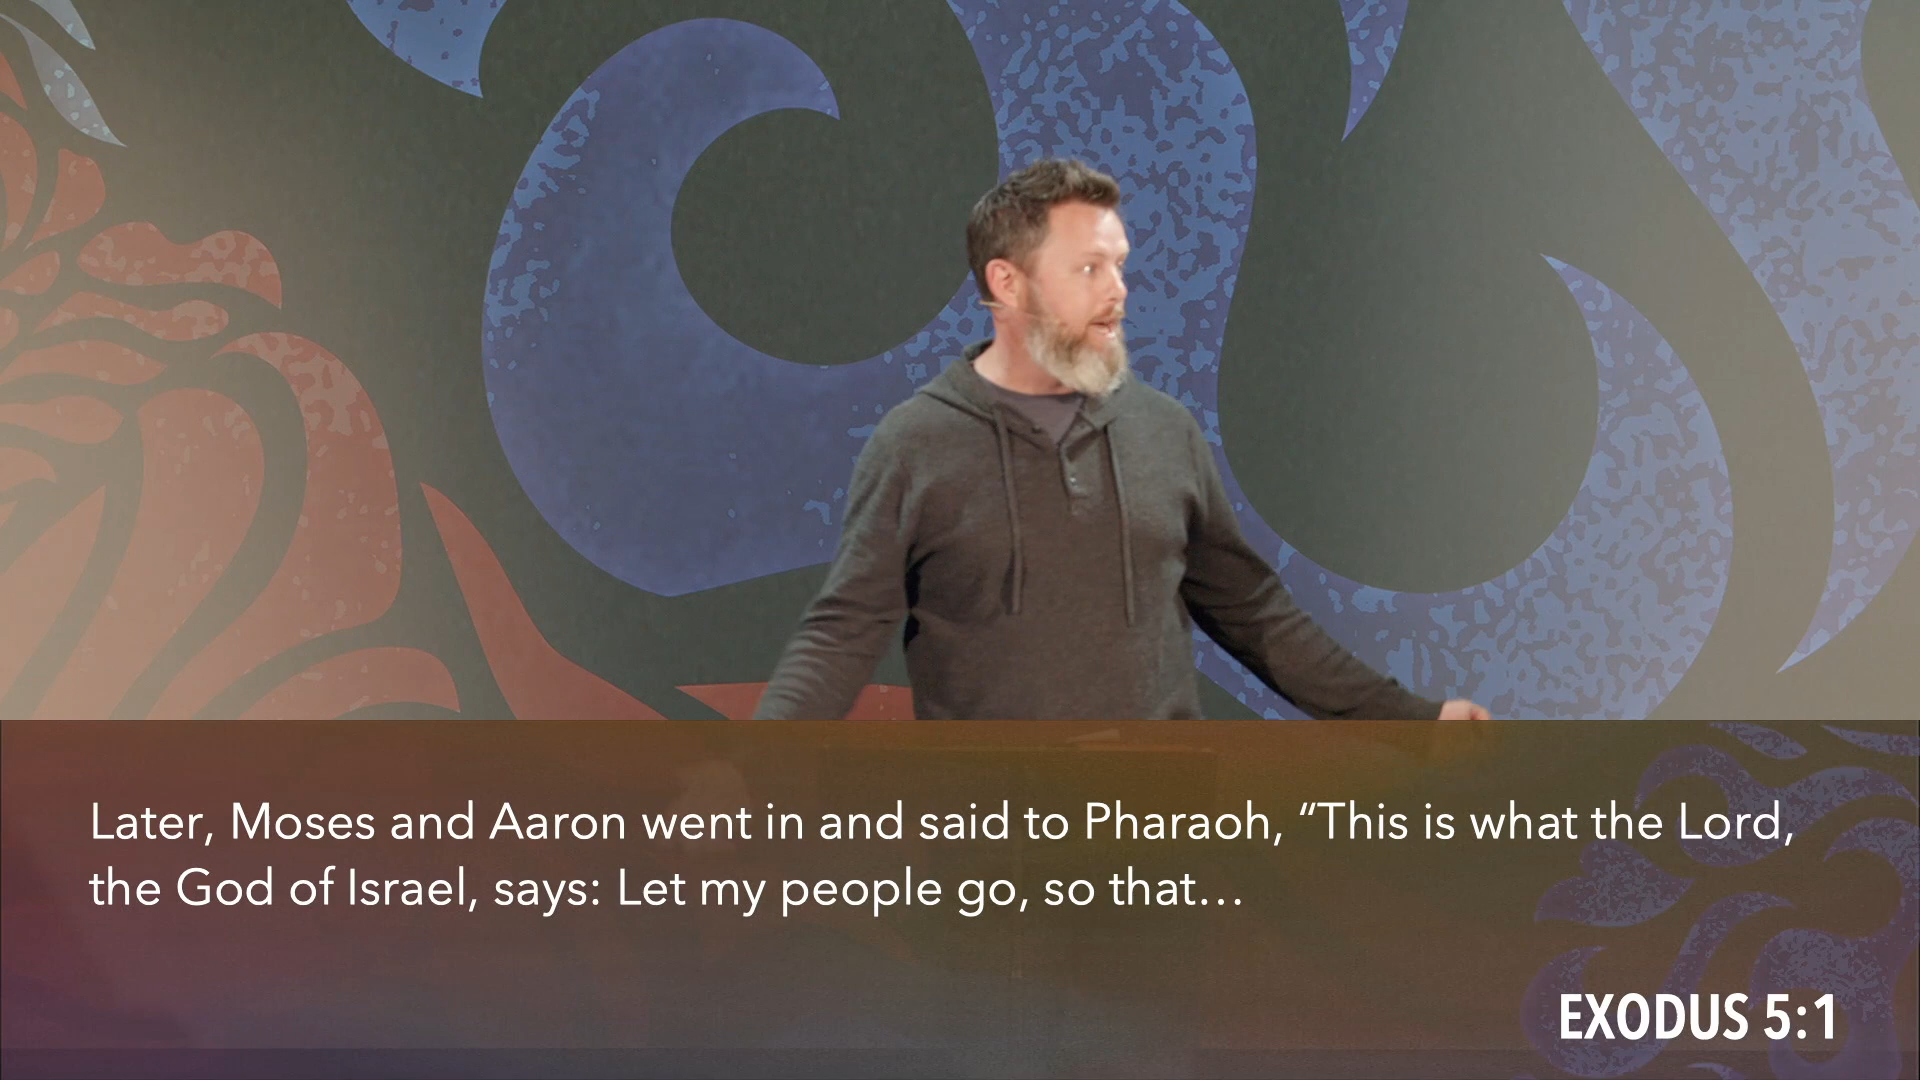 Later, Moses and Aaron went in and said to Pharaoh, “This is what the Lord,
the God of Israel, says: Let my people go, so that…
EXODUS 5:1